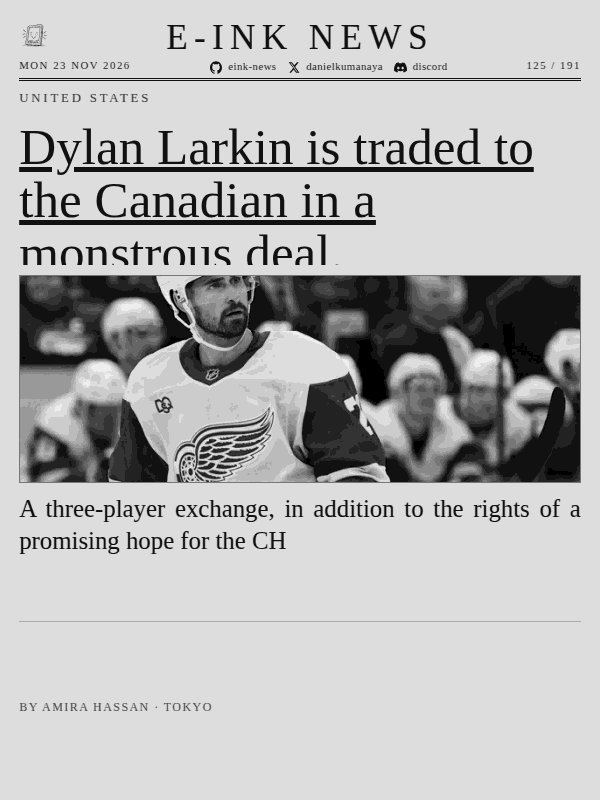 E-INK NEWS
MON 23 NOV 2026
eink-news danielkumanaya discord
125 / 191
UNITED STATES
Dylan Larkin is traded to
the Canadian in a
monstrous deal.
A three-player exchange, in addition to the rights of a
promising hope for the CH
BY AMIRA HASSAN · TOKYO